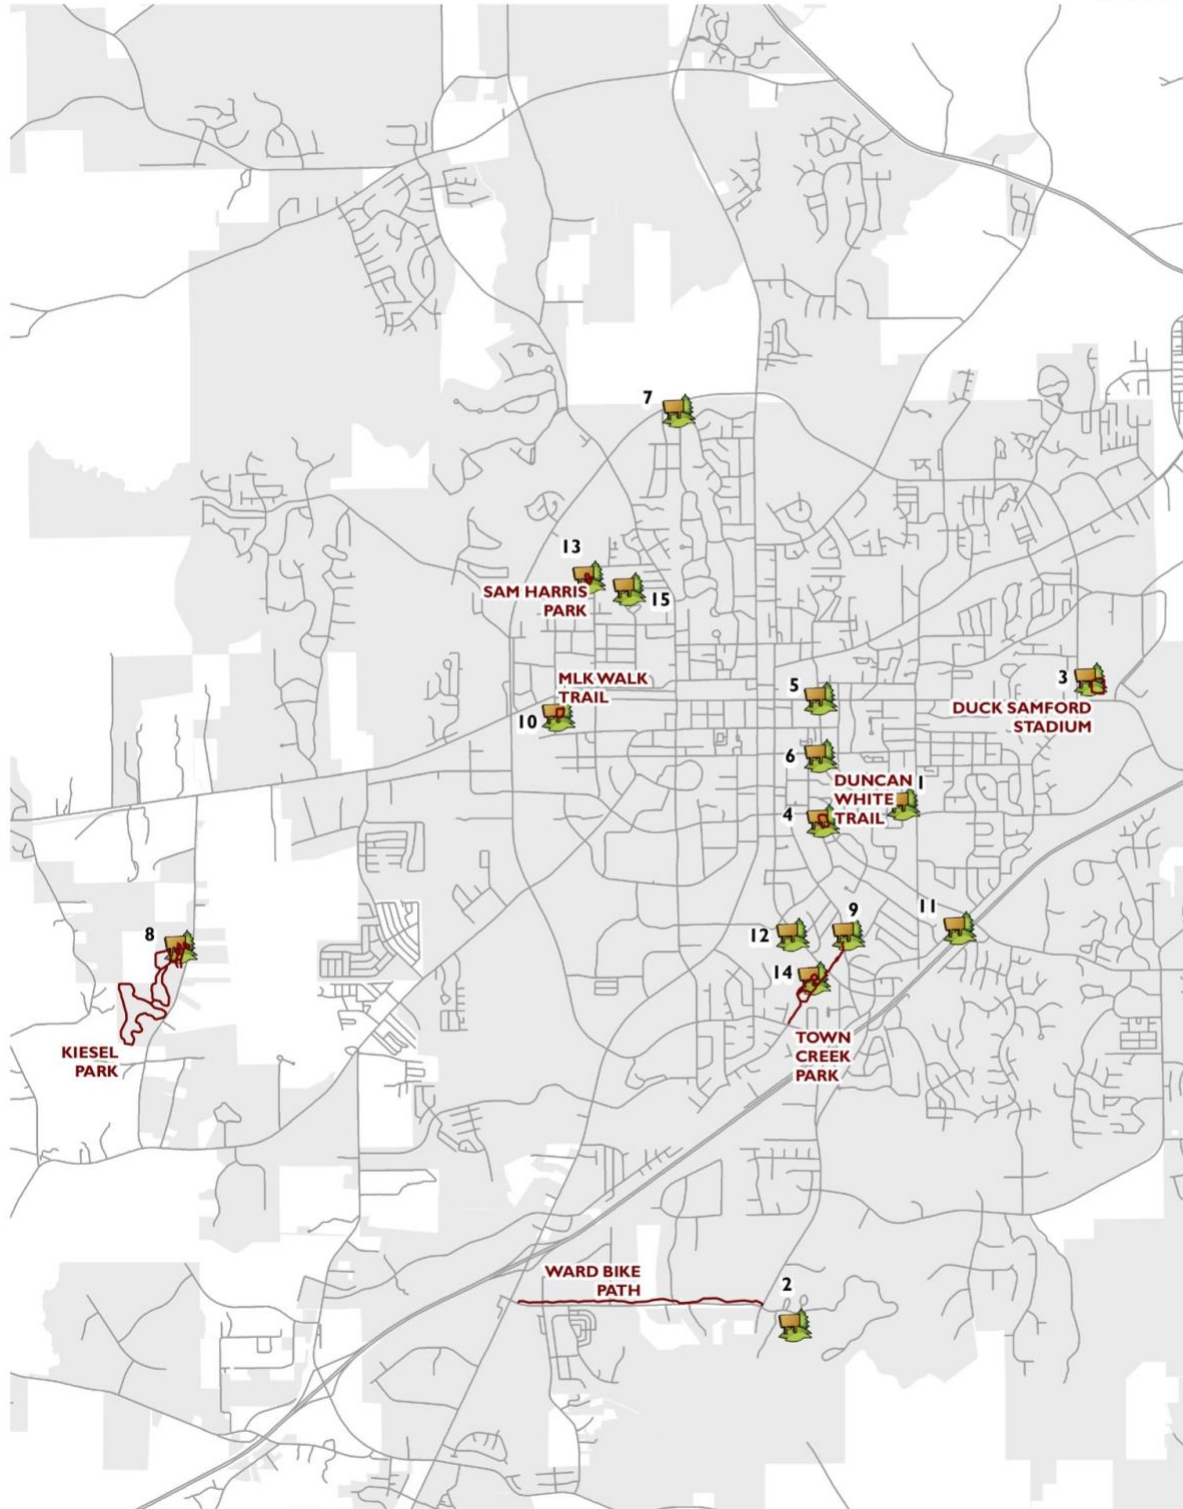 7
13
SAM HARRIS
PARK
15
MLK WALK
TRAIL
10
5
3
DUCK SAMFORD
STADIUM
6
DUNCAN
WHITE
TRAIL
1
4
8
KIESEL
PARK
12
9
11
14
TOWN
CREEK
PARK
WARD BIKE
PATH
2